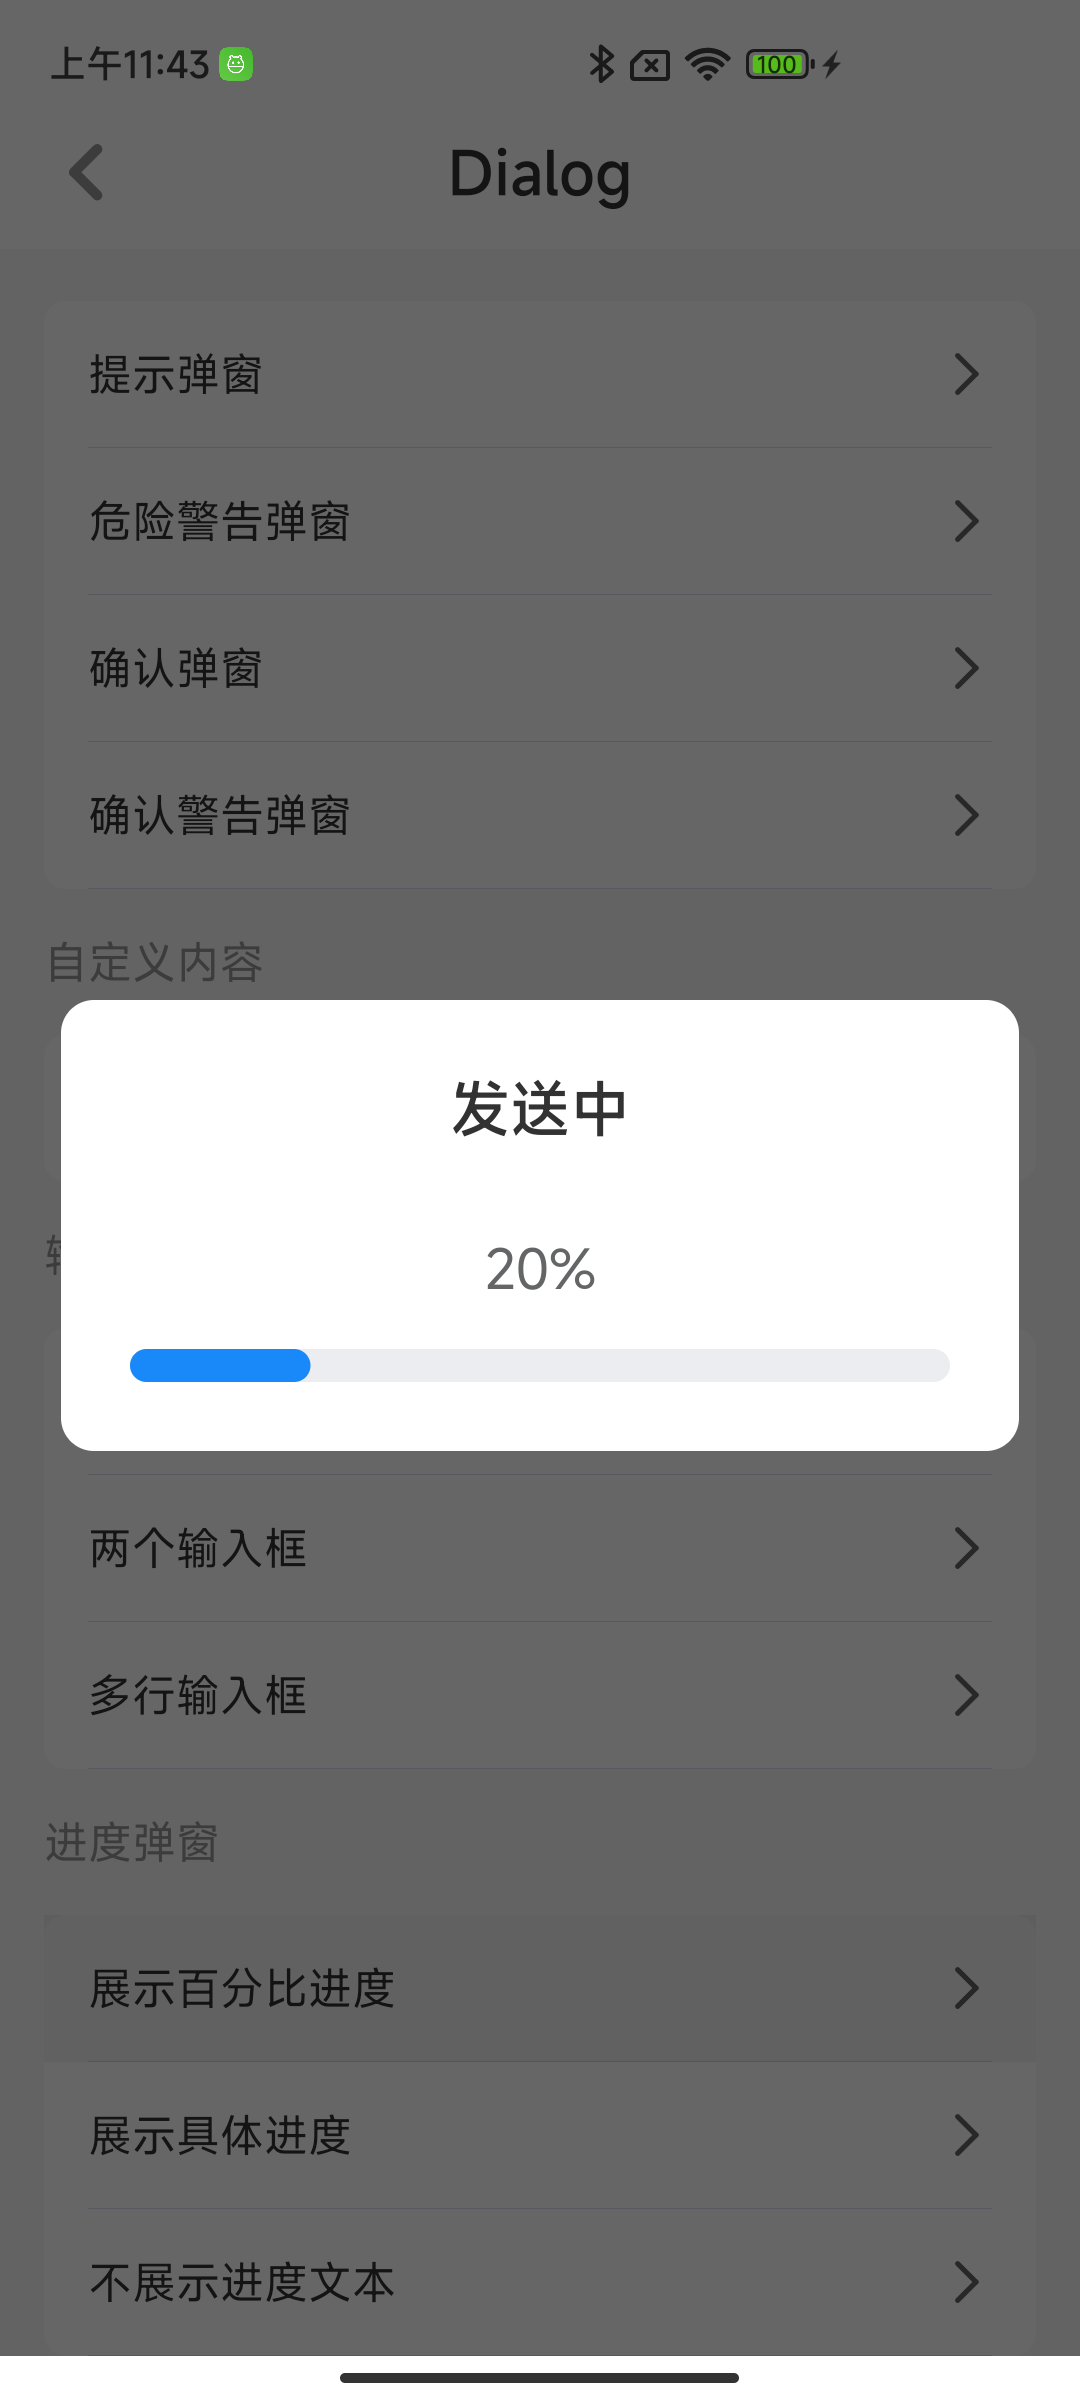 上午11:43
100
Dialog
提示弹窗
危险警告弹窗
确认弹窗
确认警告弹窗
自定义内容
发送中
20%
两个输入框
多行输入框
进度弹窗
展示百分比进度
展示具体进度
不展示进度文本